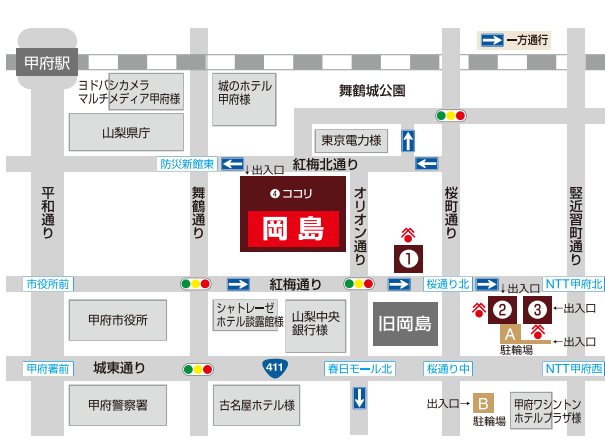 一方通行
甲府駅
ヨドバシカメラ
マルチメディア甲府様
城のホテル
甲府様
舞鶴城公園
山梨県庁
東京電力様
防災新館東
↓出入口
紅梅北通り
平和通り
舞鶴通り
❹ココリ
岡島
オリオン通り
桜町通り
竪近習町通り
❶
市役所前
紅梅通り
桜通り北
↓出入口
NTT甲府北
甲府市役所
シャトレーゼ
ホテル談露館様
山梨中央
銀行様
旧岡島
❷
❸
←出入口
A
駐輪場
←出入口
甲府署前
城東通り
411
春日モール北
桜通り中
NTT甲府西
甲府警察署
古名屋ホテル様
出入口→
B
駐輪場
甲府ワシントン
ホテルプラザ様